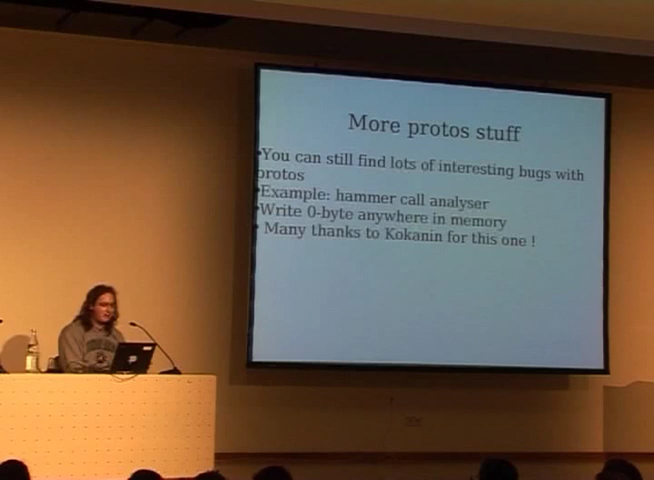 More protos stuff
•You can still find lots of interesting bugs with
protos
•Example: hammer call analyser
•Write 0-byte anywhere in memory
• Many thanks to Kokanin for this one !